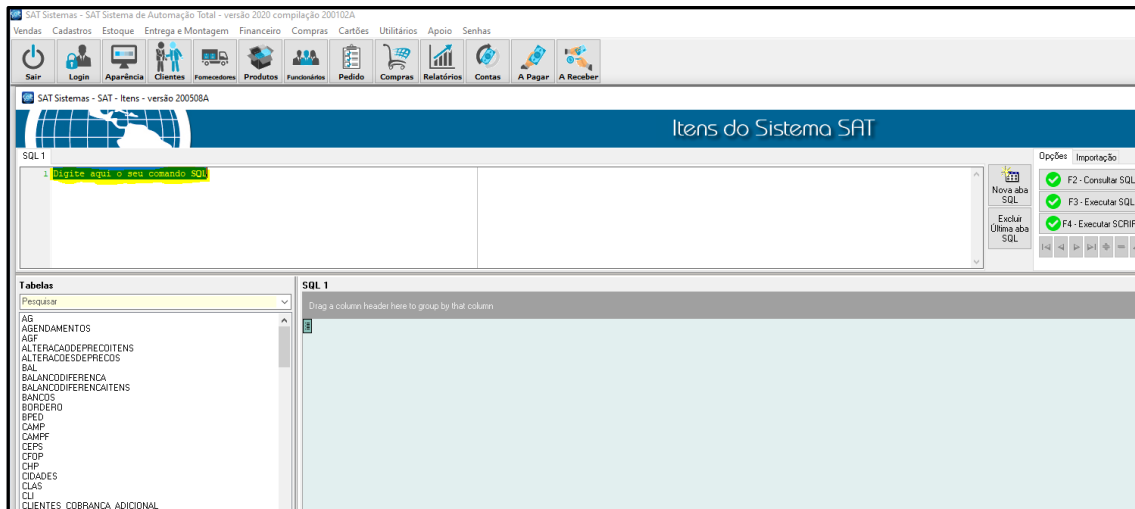 SAT Sistemas - SAT Sistema de Automação Total - versão 2020 compilação 200102A
Vendas Cadastros Estoque Entrega e Montagem Financeiro Compras Cartões Utilitários Apoio Senhas
Sair Login Aparência Clientes Fornecedores Produtos Funcionários Pedido Compras Relatórios Contas A Pagar A Receber
SAT Sistemas - SAT - Itens - versão 200508A
Itens do Sistema SAT
SQL 1
Opções Importação
1 Digite aqui o seu comando SQL
Nova aba
SQL
Excluir
Última aba
SQL
F2 - Consultar SQL
F3 - Executar SQL
F4 - Executar SCRIP
Tabelas
Pesquisar
AG
AGENDAMENTOS
AGF
ALTERACAODEPRECOITENS
ALTERACOESDEPRECOS
BAL
BALANCODIFERENCA
BALANCODIFERENCAITENS
BANCOS
BORDERO
BPED
CAMP
CAMPF
CEPS
CFOP
CHP
CIDADES
CLAS
CLI
CLIENTES_COBRANCA_ADICIONAL
SQL 1
Drag a column header here to group by that column